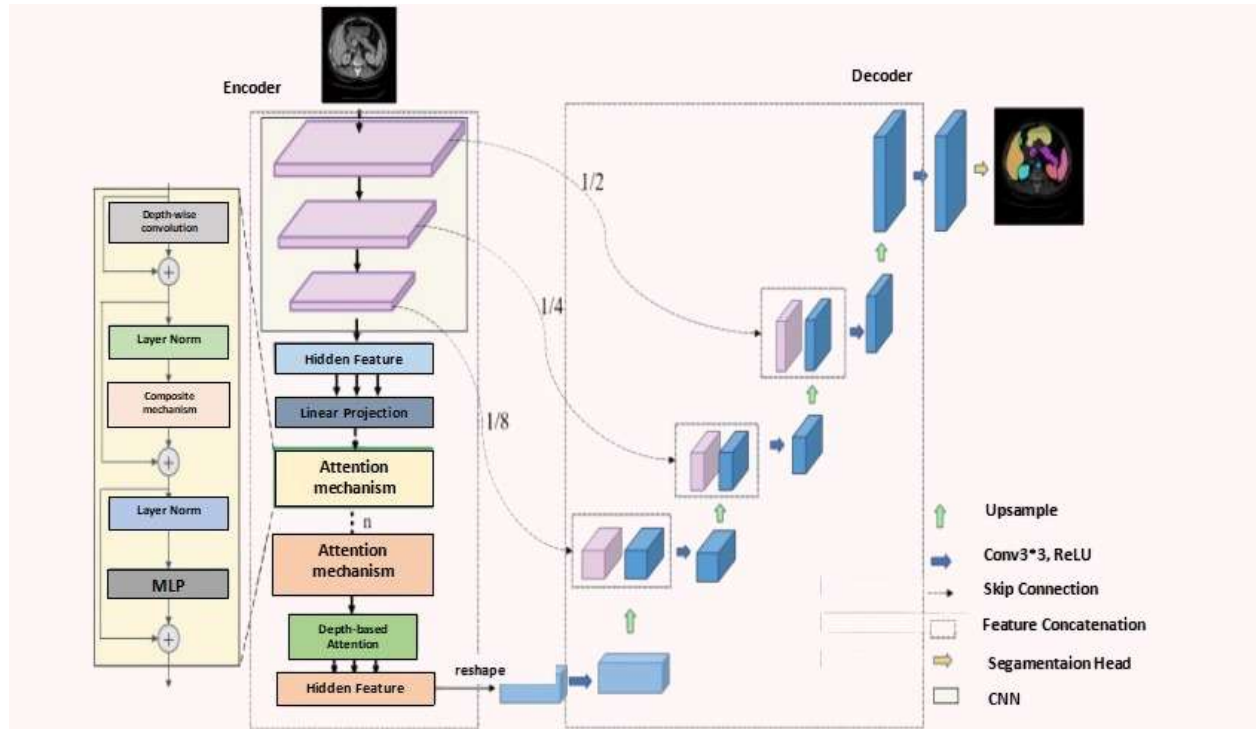 Encoder
Decoder
Depth-wise
convolution
+
Layer Norm
Composite
mechanism
+
Layer Norm
MLP
+
Hidden Feature
Linear Projection
Attention
mechanism
n
Attention
mechanism
Depth-based
Attention
Hidden Feature
reshape
1/2
1/4
1/8
Upsample
Conv3*3, ReLU
Skip Connection
Feature Concatenation
Segamentaion Head
CNN